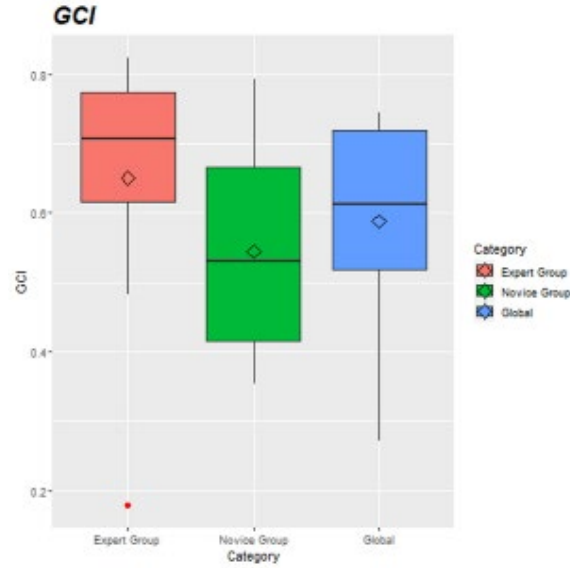 GCI
0.8
0.6
0.4
0.2
GCI
Expert Group
Novice Group
Global
Category
Category
Expert Group
Novice Group
Global